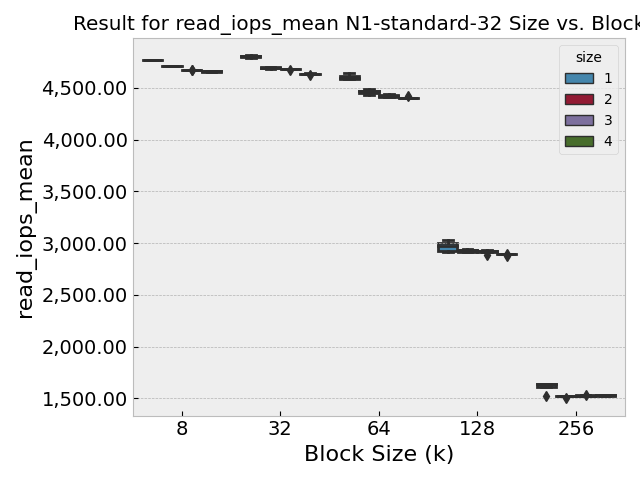 Result for read_iops_mean N1-standard-32 Size vs. Block
size
1
2
3
4
4,500.00
4,000.00
3,500.00
3,000.00
2,500.00
2,000.00
1,500.00
read_iops_mean
8 32 64 128 256
Block Size (k)